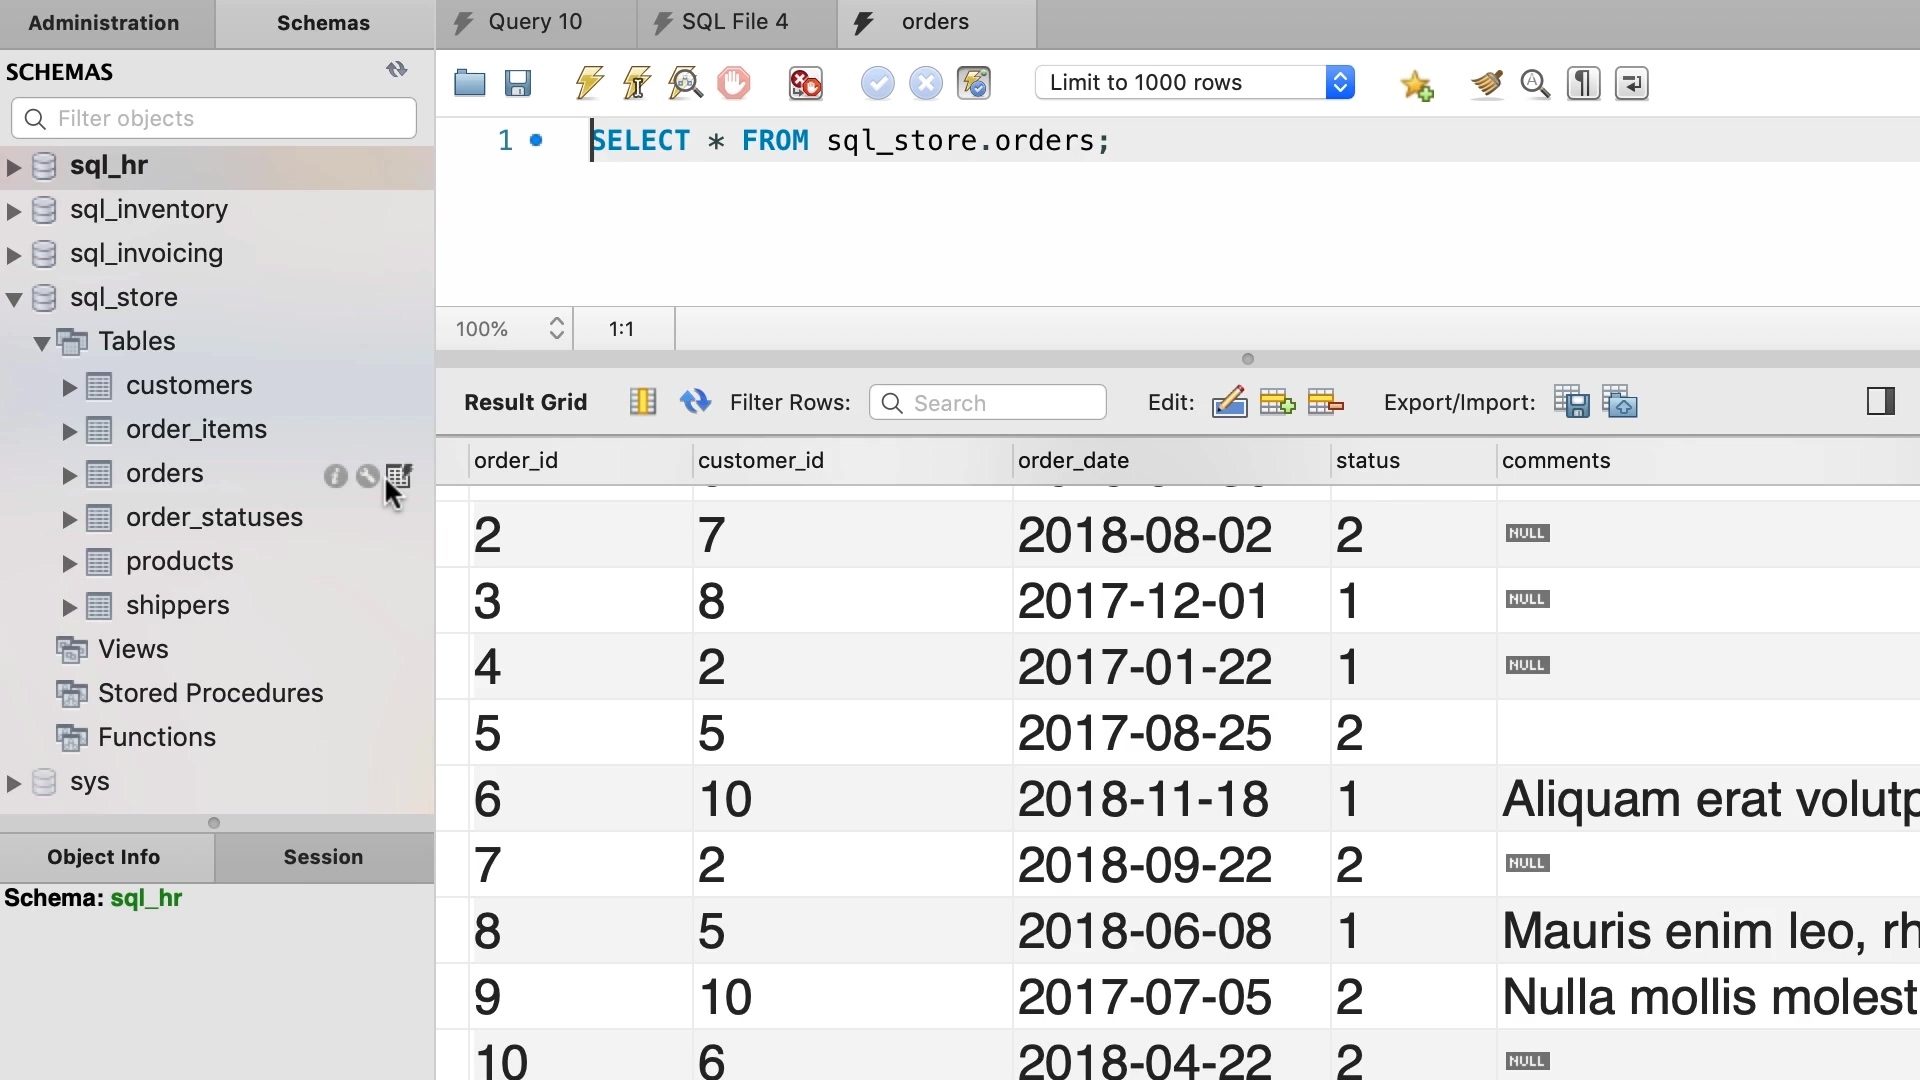 Administration
Schemas
Query 10
SQL File 4
orders
SCHEMAS
Filter objects
sql_hr
sql_inventory
sql_invoicing
sql_store
Tables
customers
order_items
orders
order_statuses
products
shippers
Views
Stored Procedures
Functions
sys
Object Info
Session
Schema: sql_hr
Limit to 1000 rows
1 SELECT * FROM sql_store.orders;
100% 1:1
Result Grid Filter Rows: Search Edit: Export/Import:
order_id customer_id order_date status comments
2 7 2018-08-02 2 NULL
3 8 2017-12-01 1 NULL
4 2 2017-01-22 1 NULL
5 5 2017-08-25 2
6 10 2018-11-18 1 Aliquam erat volutp
7 2 2018-09-22 2 NULL
8 5 2018-06-08 1 Mauris enim leo, rh
9 10 2017-07-05 2 Nulla mollis molest
10 6 2018-04-22 2 NULL